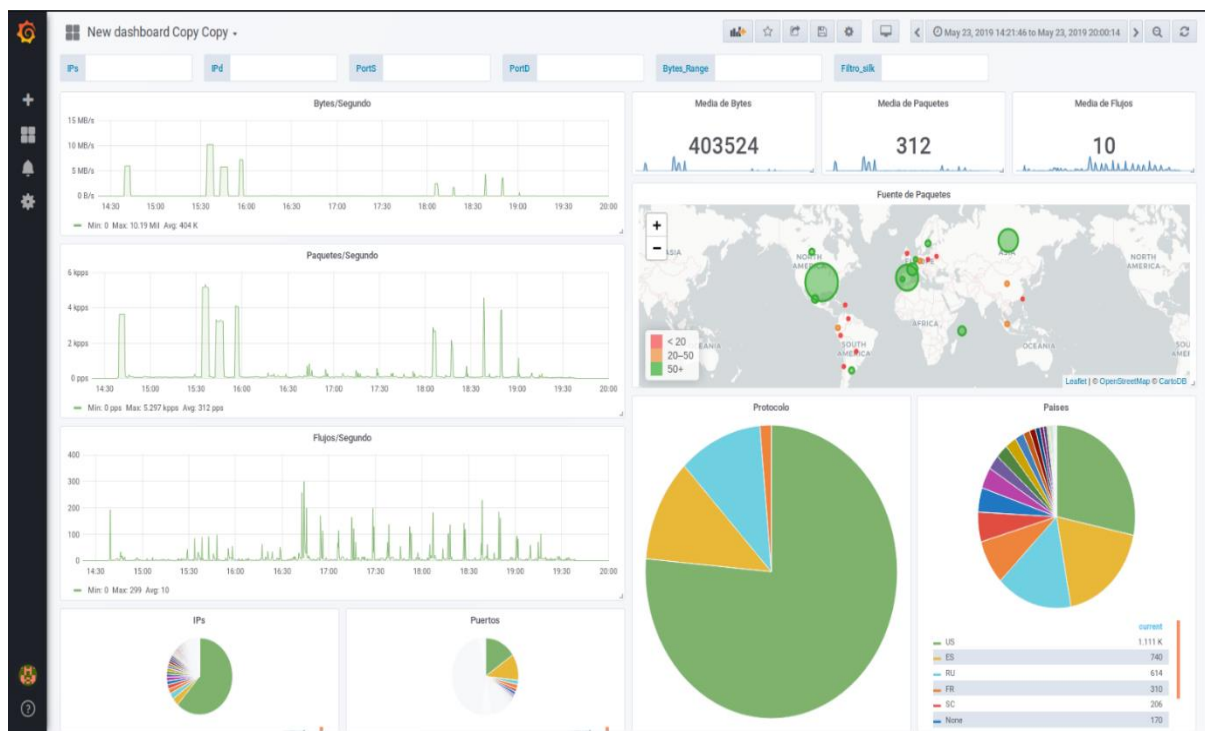 New dashboard Copy Copy
May 23, 2019 14:21:46 to May 23, 2019 20:00:14
IPs
IPd
PortS
PortD
Bytes_Range
Filtro_silk
Bytes/Segundo
15 MB/s
10 MB/s
5 MB/s
0 B/s
14:30 15:00 15:30 16:00 16:30 17:00 17:30 18:00 18:30 19:00 19:30 20:00
Min: 0 Max: 10.19 Mil Avg: 404 K
Media de Bytes
403524
Media de Paquetes
312
Media de Flujos
10
Paquetes/Segundo
6 kpps
4 kpps
2 kpps
0 pps
14:30 15:00 15:30 16:00 16:30 17:00 17:30 18:00 18:30 19:00 19:30 20:00
Min: 0 pps Max: 5.297 kpps Avg: 312 pps
Fuente de Paquetes
+
−
ASIA
NORTH
AMERICA
AFRICA
SOUTH
AMERICA
OCEANIA
NORTH
AMERICA
< 20
20–50
50+
Leaflet | © OpenStreetMap © CartoDB
Flujos/Segundo
400
300
200
100
0
14:30 15:00 15:30 16:00 16:30 17:00 17:30 18:00 18:30 19:00 19:30 20:00
Min: 0 Max: 299 Avg: 10
IPs
Puertos
Protocolo
Paises
current
US 1.111 K
ES 740
RU 614
FR 310
SC 206
None 170